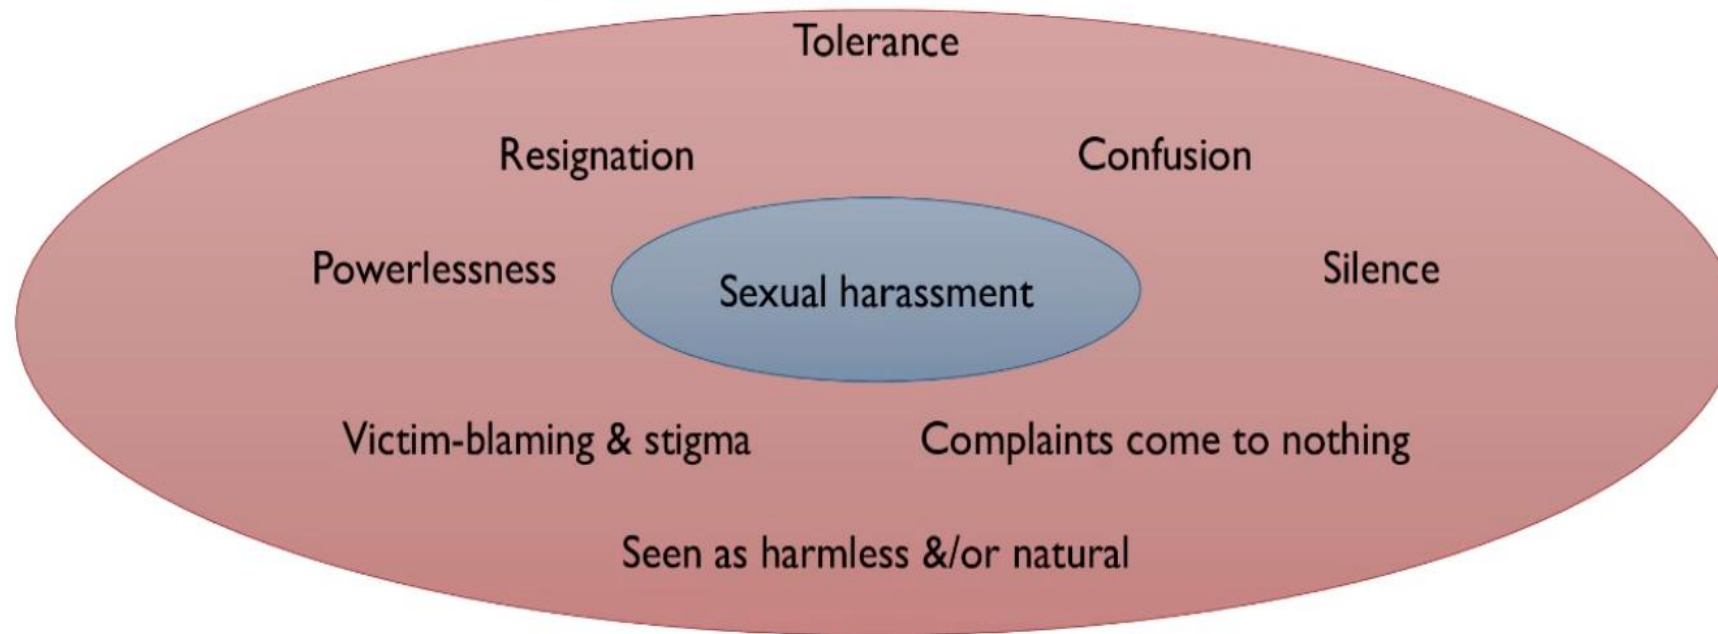 Tolerance
Resignation
Confusion
Powerlessness
Silence
Sexual harassment
Victim-blaming & stigma
Complaints come to nothing
Seen as harmless &/or natural